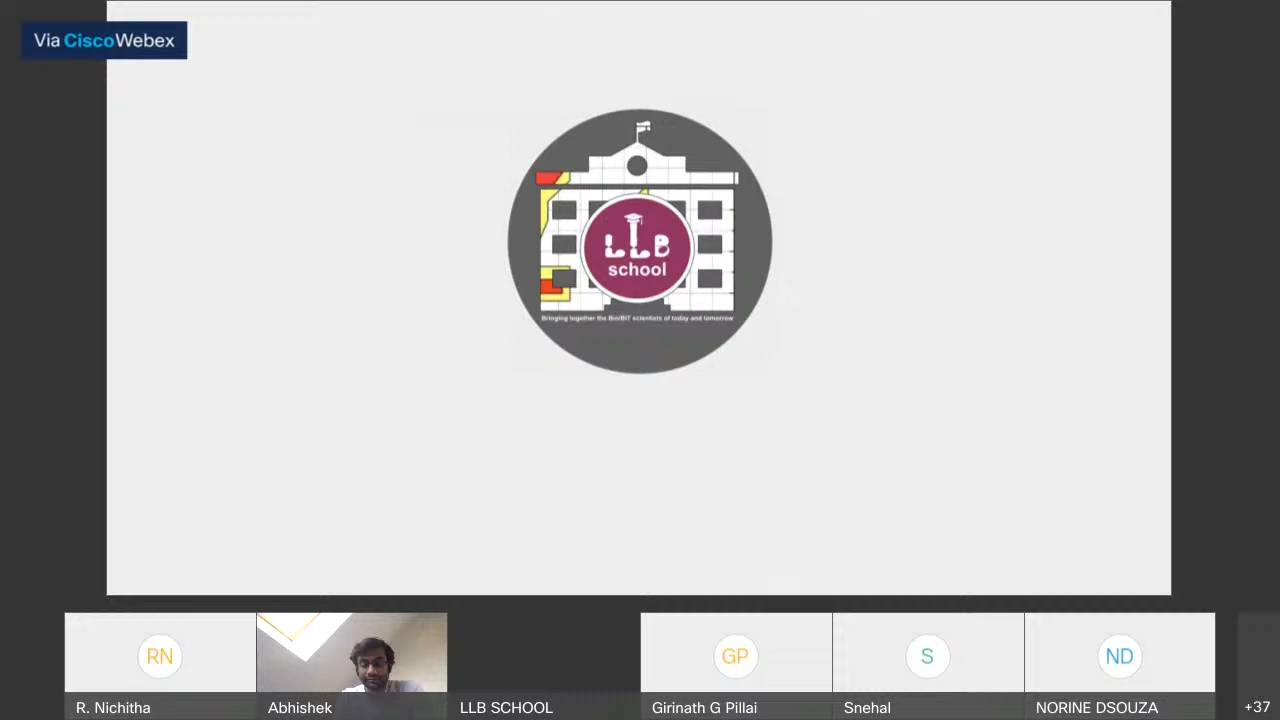 Via CiscoWebex
LLB
school
Bringing together the Bio/BIT scientists of today and tomorrow
RN
GP
S
ND
R. Nichitha
Abhishek
LLB SCHOOL
Girinath G Pillai
Snehal
NORINE DSOUZA
+37